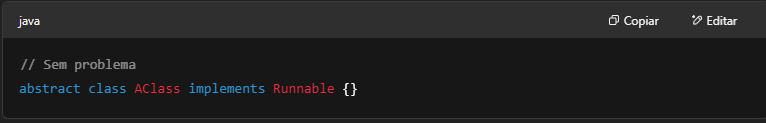 java
Copiar
Editar
// Sem problema
abstract class AClass implements Runnable {}